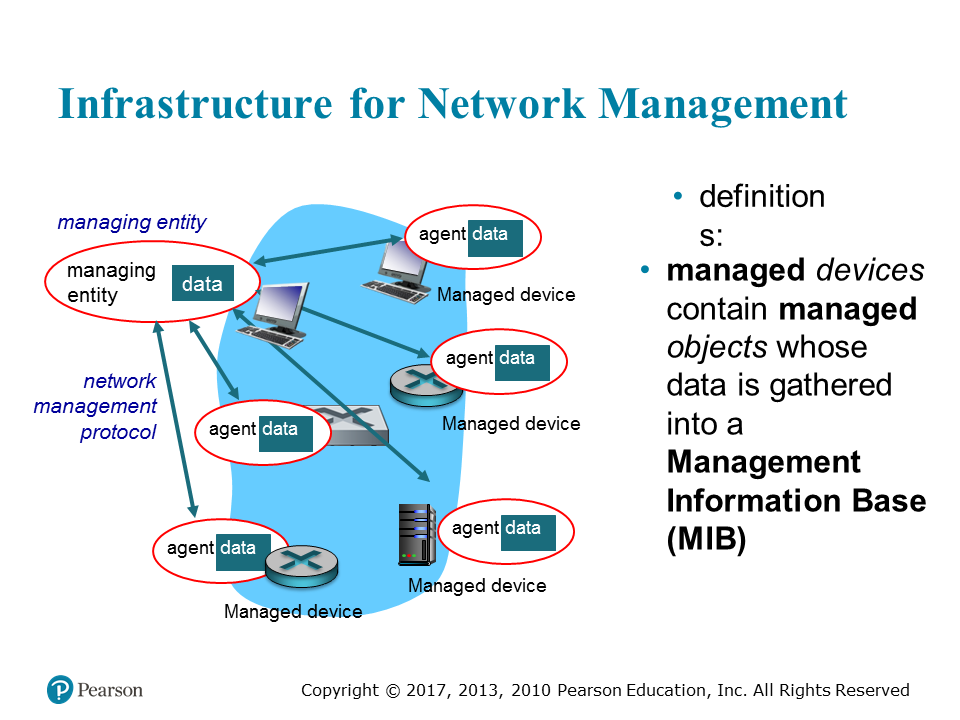 Infrastructure for Network Management
managing entity
managing
entity
data
network
management
protocol
agent data
Managed device
agent data
Managed device
agent data
agent data
Managed device
agent data
Managed device
• definition
s:
• managed devices
contain managed
objects whose
data is gathered
into a
Management
Information Base
(MIB)
Pearson
Copyright © 2017, 2013, 2010 Pearson Education, Inc. All Rights Reserved